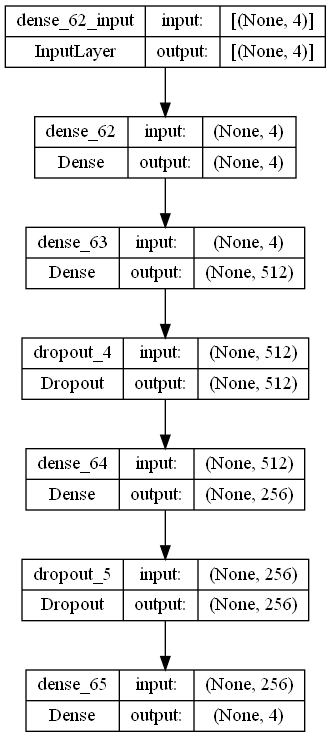 dense_62_input input: [(None, 4)]
InputLayer output: [(None, 4)]
dense_62 input: (None, 4)
Dense output: (None, 4)
dense_63 input: (None, 4)
Dense output: (None, 512)
dropout_4 input: (None, 512)
Dropout output: (None, 512)
dense_64 input: (None, 512)
Dense output: (None, 256)
dropout_5 input: (None, 256)
Dropout output: (None, 256)
dense_65 input: (None, 256)
Dense output: (None, 4)